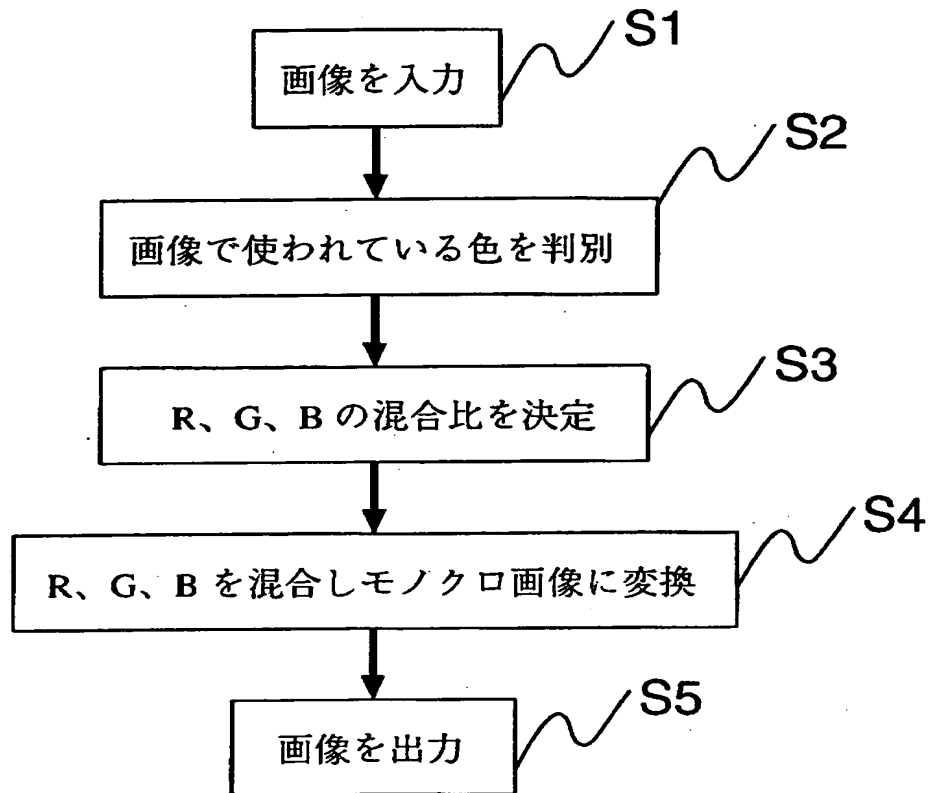 S1
画像を入力
S2
画像で使われている色を判別
S3
R、G、Bの混合比を決定
S4
R、G、Bを混合しモノクロ画像に変換
S5
画像を出力